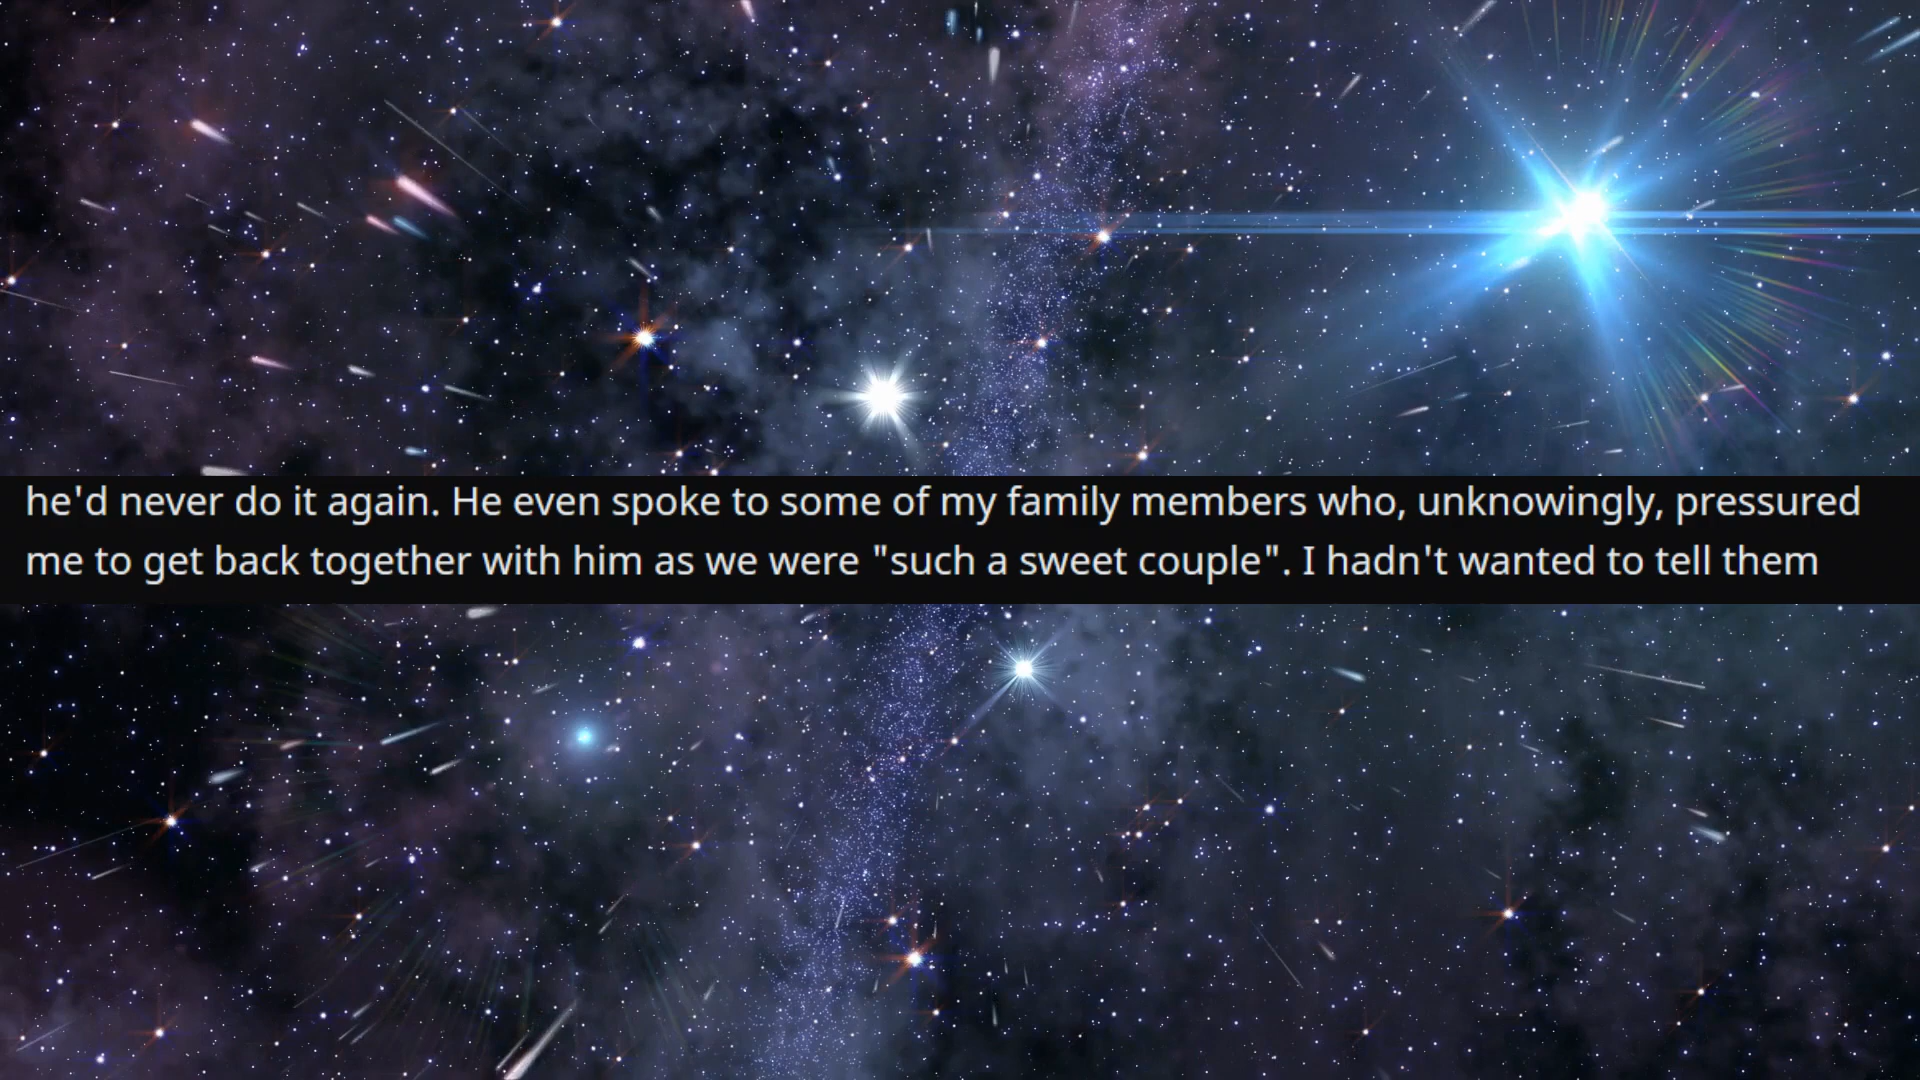 he'd never do it again. He even spoke to some of my family members who, unknowingly, pressured
me to get back together with him as we were "such a sweet couple". I hadn't wanted to tell them